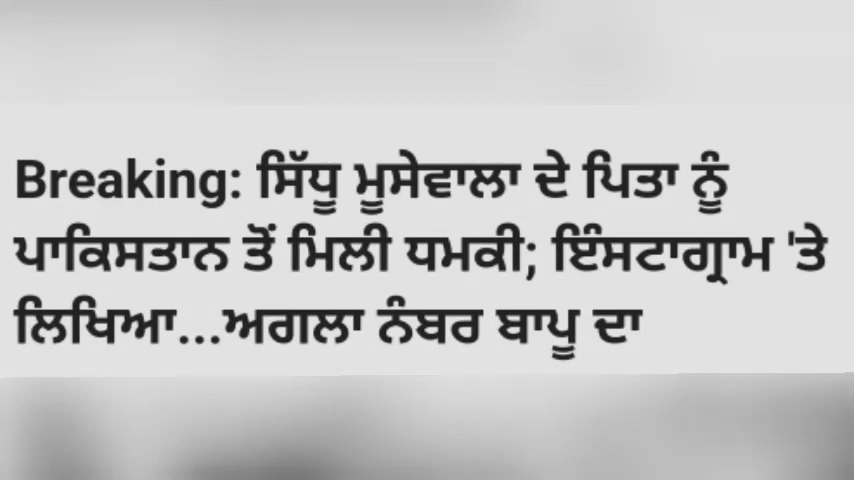 Breaking: ਸਿੱਧੂ ਮੂਸੇਵਾਲਾ ਦੇ ਪਿਤਾ ਨੂੰ
ਪਾਕਿਸਤਾਨ ਤੋਂ ਮਿਲੀ ਧਮਕੀ; ਇੰਸਟਾਗ੍ਰਾਮ 'ਤੇ
ਲਿਖਿਆ...ਅਗਲਾ ਨੰਬਰ ਬਾਪੂ ਦਾ